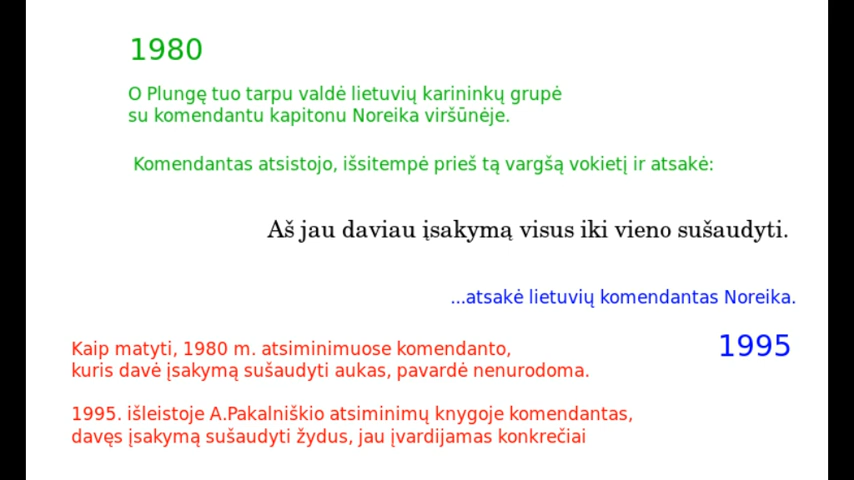 1980
O Plungę tuo tarpu valdė lietuvių karininkų grupė
su komendantu kapitonu Noreika viršūnėje.
Komendantas atsistojo, išsitempė prieš tą vargšą vokietį ir atsakė:
Aš jau daviau įsakymą visus iki vieno sušaudyti.
...atsakė lietuvių komendantas Noreika.
1995
Kaip matyti, 1980 m. atsiminimuose komendanto,
kuris davė įsakymą sušaudyti aukas, pavardė nenurodoma.
1995. išleistoje A.Pakalniškio atsiminimų knygoje komendantas,
davęs įsakymą sušaudyti žydus, jau įvardijamas konkrečiai